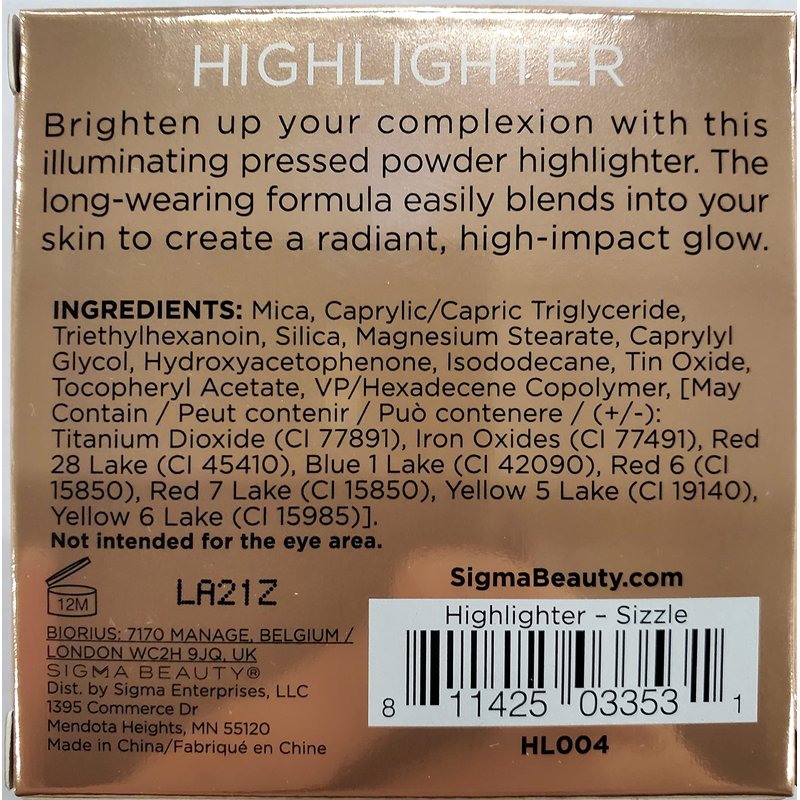 HIGHLIGHTER
Brighten up your complexion with this
illuminating pressed powder highlighter. The
long-wearing formula easily blends into your
skin to create a radiant, high-impact glow.
INGREDIENTS: Mica, Caprylic/Capric Triglyceride,
Triethylhexanoin, Silica, Magnesium Stearate, Caprylyl
Glycol, Hydroxyacetophenone, Isododecane, Tin Oxide,
Tocopheryl Acetate, VP/Hexadecene Copolymer, [May
Contain / Peut contenir / Può contenere / (+/-):
Titanium Dioxide (CI 77891), Iron Oxides (CI 77491), Red
28 Lake (CI 45410), Blue 1 Lake (CI 42090), Red 6 (CI
15850), Red 7 Lake (CI 15850), Yellow 5 Lake (CI 19140),
Yellow 6 Lake (CI 15985)].
Not intended for the eye area.
12M
LA21Z
BIORIUS: 7170 MANAGE, BELGIUM /
LONDON WC2H 9JQ, UK
SIGMA BEAUTY®
Dist. by Sigma Enterprises, LLC
1395 Commerce Dr
Mendota Heights, MN 55120
Made in China/Fabriqué en Chine
SigmaBeauty.com
Highlighter – Sizzle
8 11425 03353 1
HL004